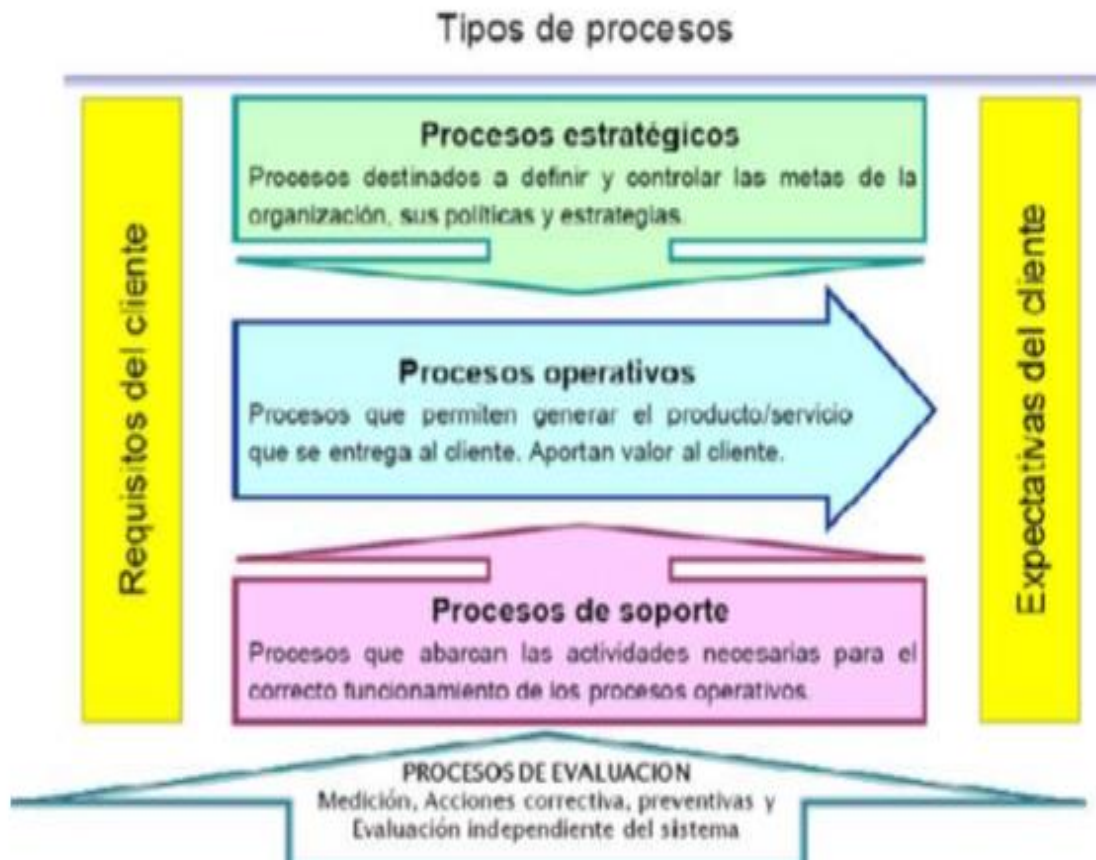 Tipos de procesos
Requisitos del cliente
Procesos estratégicos
Procesos destinados a definir y controlar las metas de la
organización, sus políticas y estrategias.
Procesos operativos
Procesos que permiten generar el producto/servicio
que se entrega al cliente. Aportan valor al cliente.
Procesos de soporte
Procesos que abarcan las actividades necesarias para el
correcto funcionamiento de los procesos operativos.
Expectativas del cliente
PROCESOS DE EVALUACION
Medición, Acciones correctiva, preventivas y
Evaluación independiente del sistema